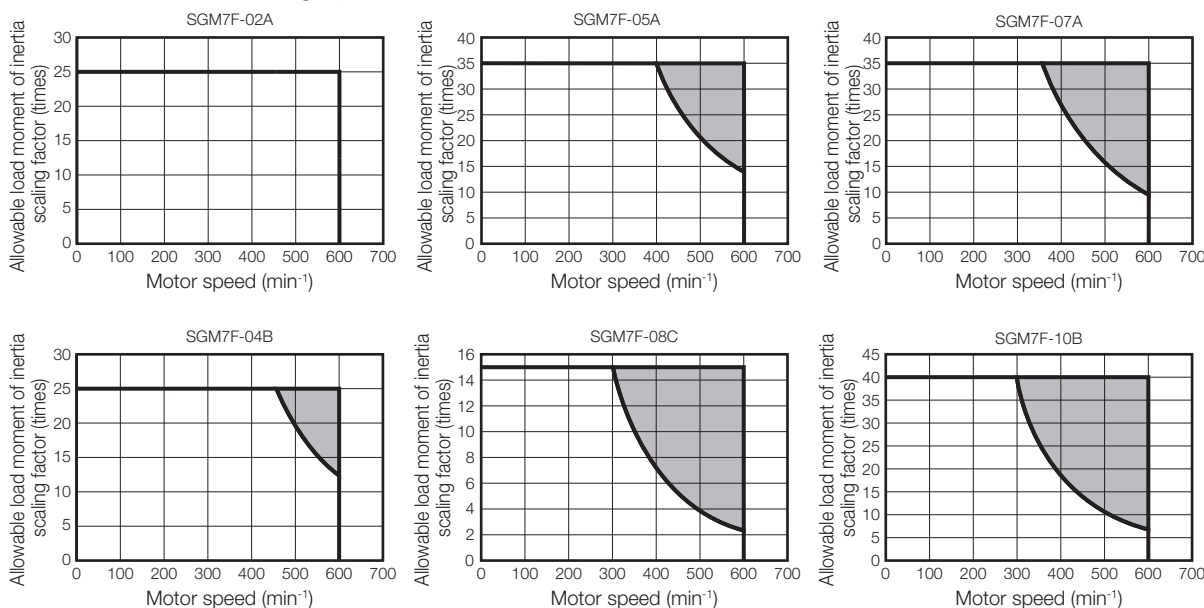 SGM7F-02A
Allowable load moment of inertia
scaling factor (times)
30
25
20
15
10
5
0
0 100 200 300 400 500 600 700
Motor speed (min-1)
SGM7F-05A
Allowable load moment of inertia
scaling factor (times)
40
35
30
25
20
15
10
5
0
0 100 200 300 400 500 600 700
Motor speed (min-1)
SGM7F-07A
Allowable load moment of inertia
scaling factor (times)
40
35
30
25
20
15
10
5
0
0 100 200 300 400 500 600 700
Motor speed (min-1)
SGM7F-04B
Allowable load moment of inertia
scaling factor (times)
30
25
20
15
10
5
0
0 100 200 300 400 500 600 700
Motor speed (min-1)
SGM7F-08C
Allowable load moment of inertia
scaling factor (times)
16
14
12
10
8
6
4
2
0
0 100 200 300 400 500 600 700
Motor speed (min-1)
SGM7F-10B
Allowable load moment of inertia
scaling factor (times)
45
40
35
30
25
20
15
10
5
0
0 100 200 300 400 500 600 700
Motor speed (min-1)